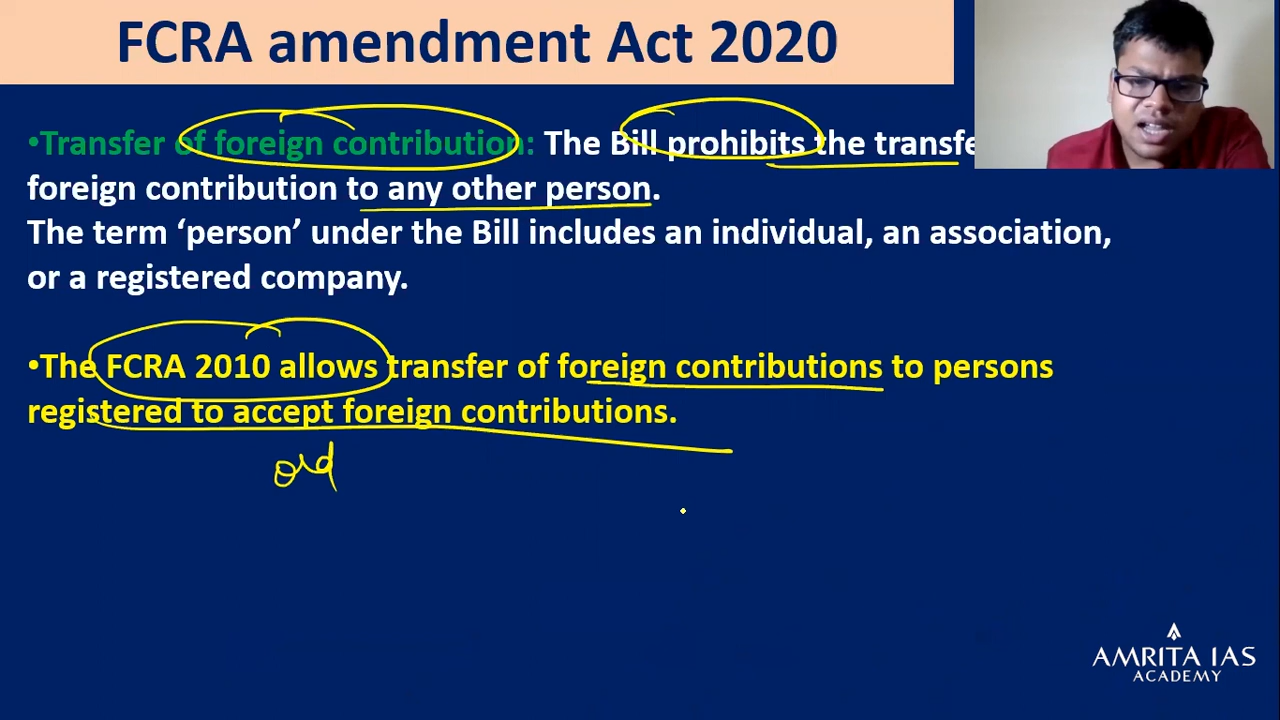 FCRA amendment Act 2020
•Transfer of foreign contribution: The Bill prohibits the transfe
foreign contribution to any other person.
The term ‘person’ under the Bill includes an individual, an association,
or a registered company.
•The FCRA 2010 allows transfer of foreign contributions to persons
registered to accept foreign contributions.
old
AMRITA IAS
ACADEMY